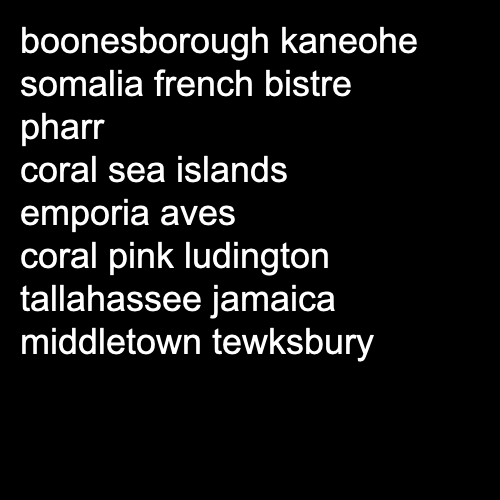 boonesborough kaneohe
somalia french bistre
pharr
coral sea islands
emporia aves
coral pink ludington
tallahassee jamaica
middletown tewksbury